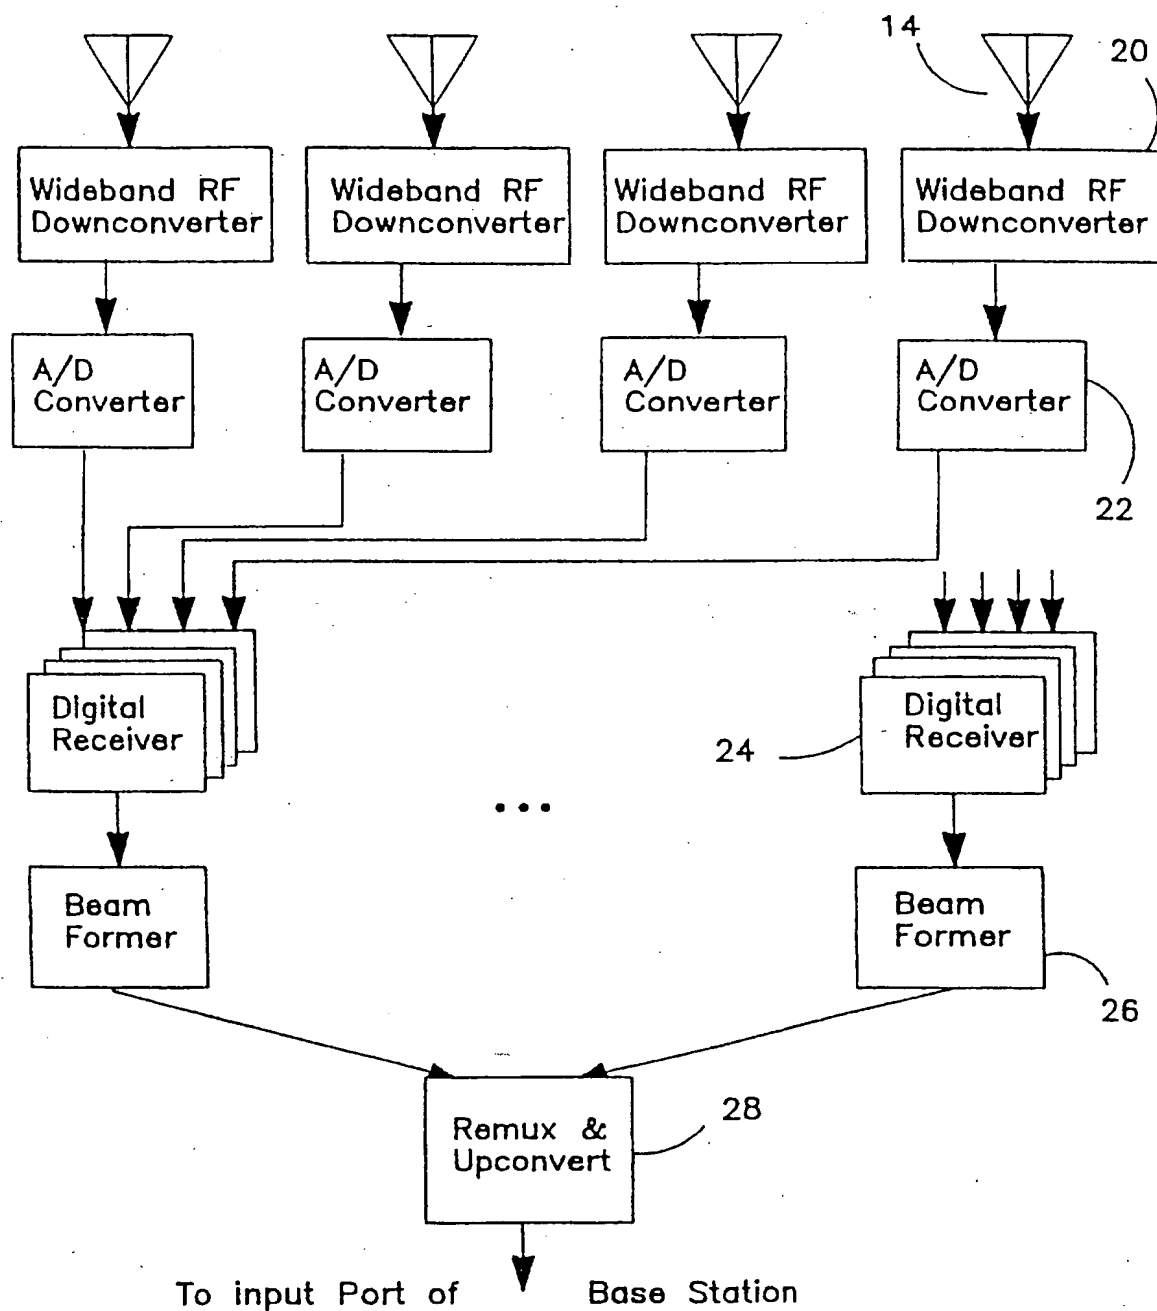 14
20
Wideband RF
Downconverter
Wideband RF
Downconverter
Wideband RF
Downconverter
Wideband RF
Downconverter
A/D
Converter
A/D
Converter
A/D
Converter
A/D
Converter
22
Digital
Receiver
Digital
Receiver
24
...
Beam
Former
Beam
Former
26
Remux &
Upconvert
28
To input Port of Base Station